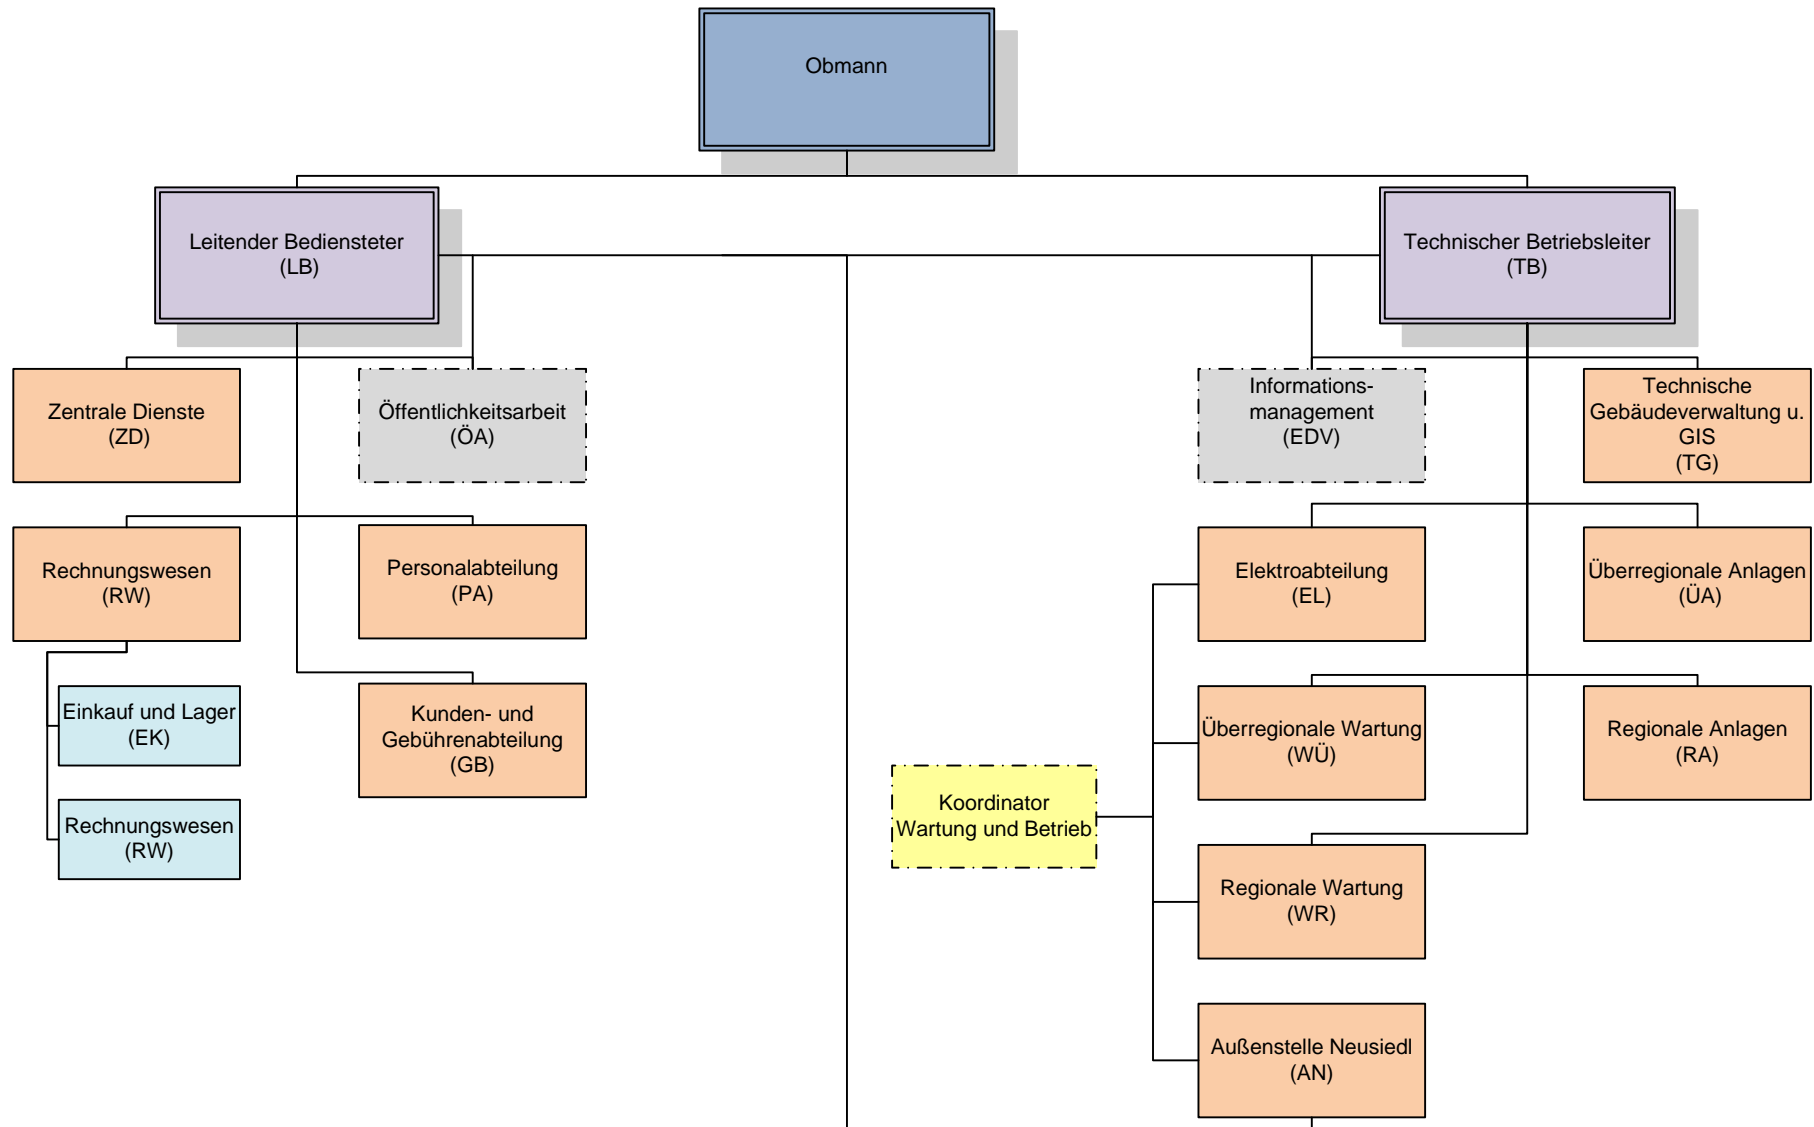 Obmann
Leitender Bediensteter
(LB)
Technischer Betriebsleiter
(TB)
Zentrale Dienste
(ZD)
Öffentlichkeitsarbeit
(ÖA)
Informations-
management
(EDV)
Technische
Gebäudeverwaltung u.
GIS
(TG)
Rechnungswesen
(RW)
Personalabteilung
(PA)
Elektroabteilung
(EL)
Überregionale Anlagen
(ÜA)
Einkauf und Lager
(EK)
Kunden- und
Gebührenabteilung
(GB)
Überregionale Wartung
(WÜ)
Regionale Anlagen
(RA)
Rechnungswesen
(RW)
Koordinator
Wartung und Betrieb
Regionale Wartung
(WR)
Außenstelle Neusiedl
(AN)